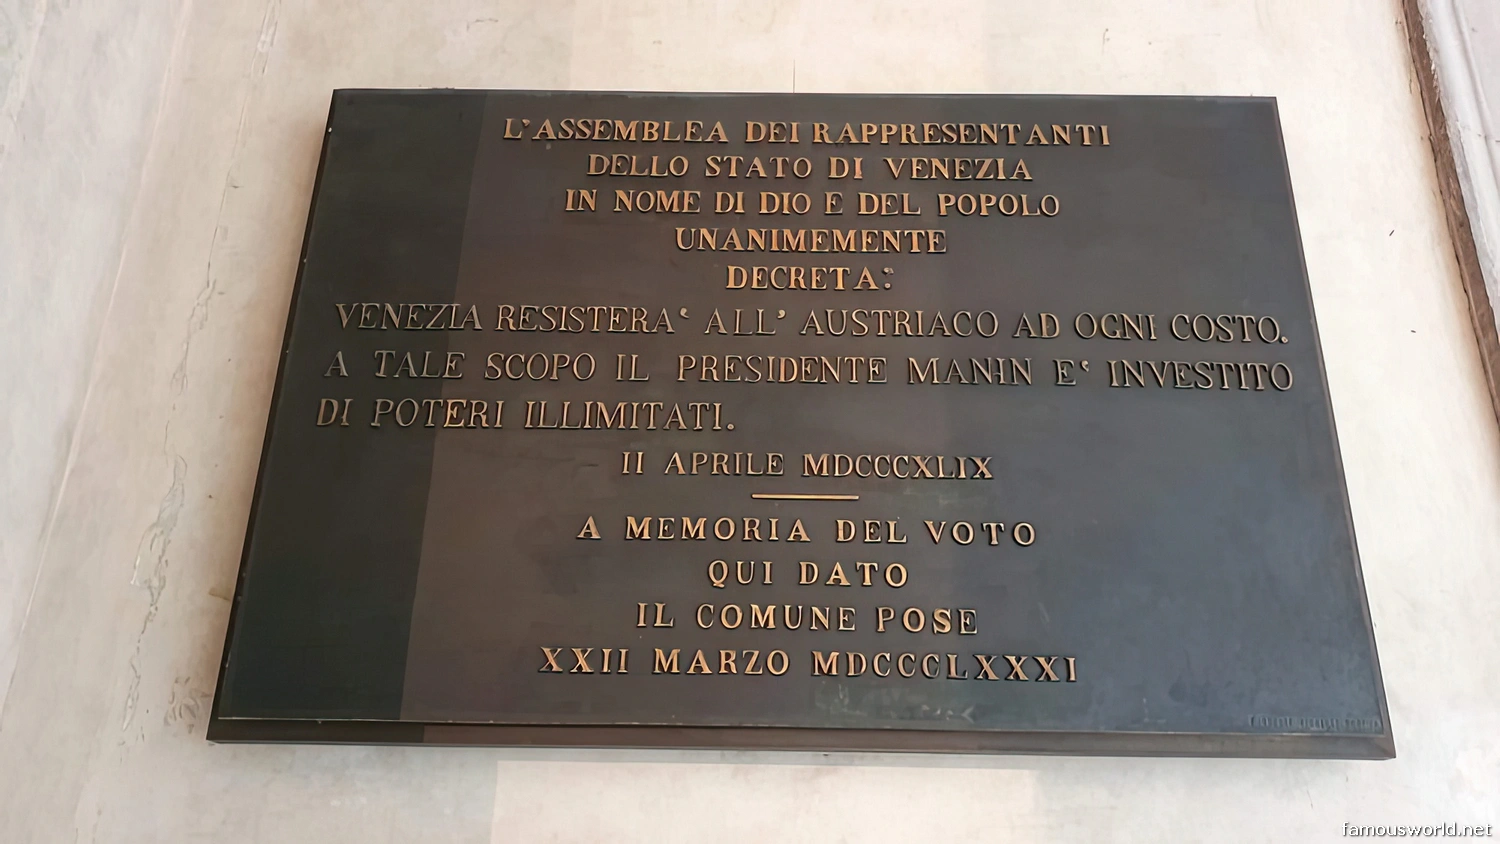 L'ASSEMBLEA DEI RAPPRESENTANTI
DELLO STATO DI VENEZIA
IN NOME DI DIO E DEL POPOLO
UNANIMEMENTE
DECRETA:
VENEZIA RESISTERA‘ ALL’ AUSTRIACO AD OGNI COSTO.
A TALE SCOPO IL PRESIDENTE MANIN E‘ INVESTITO
DI POTERI ILLIMITATI.
II APRILE MDCCCXLIX
A MEMORIA DEL VOTO
QUI DATO
IL COMUNE POSE
XXII MARZO MDCCCLXXXI
famousworld.net